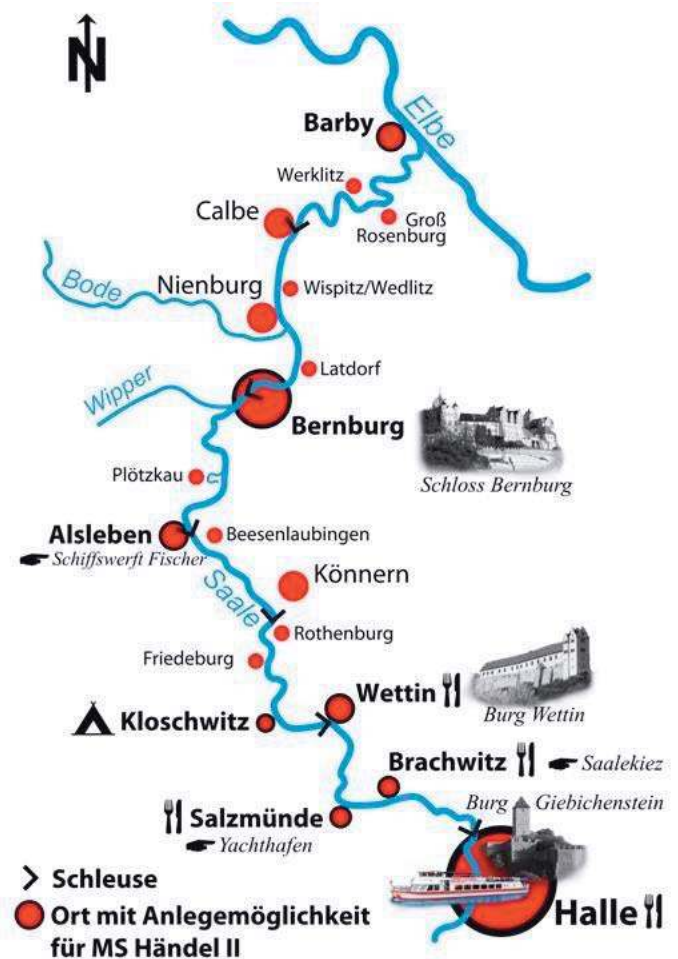 N
Elbe
Barby
Werklitz
Calbe
Groß
Rosenburg
Bode
Nienburg
Wispitz/Wedlitz
Latdorf
Wipper
Bernburg
Schloss Bernburg
Plötzkau
Alsleben
Schiffswerft Fischer
Beesenlaubingen
Saale
Könnern
Rothenburg
Friedeburg
Wettin
Burg Wettin
Kloschwitz
Brachwitz
Saalekiez
Burg Giebichenstein
Salzmünde
Yachthafen
Schleuse
Halle
Ort mit Anlegemöglichkeit
für MS Händel II